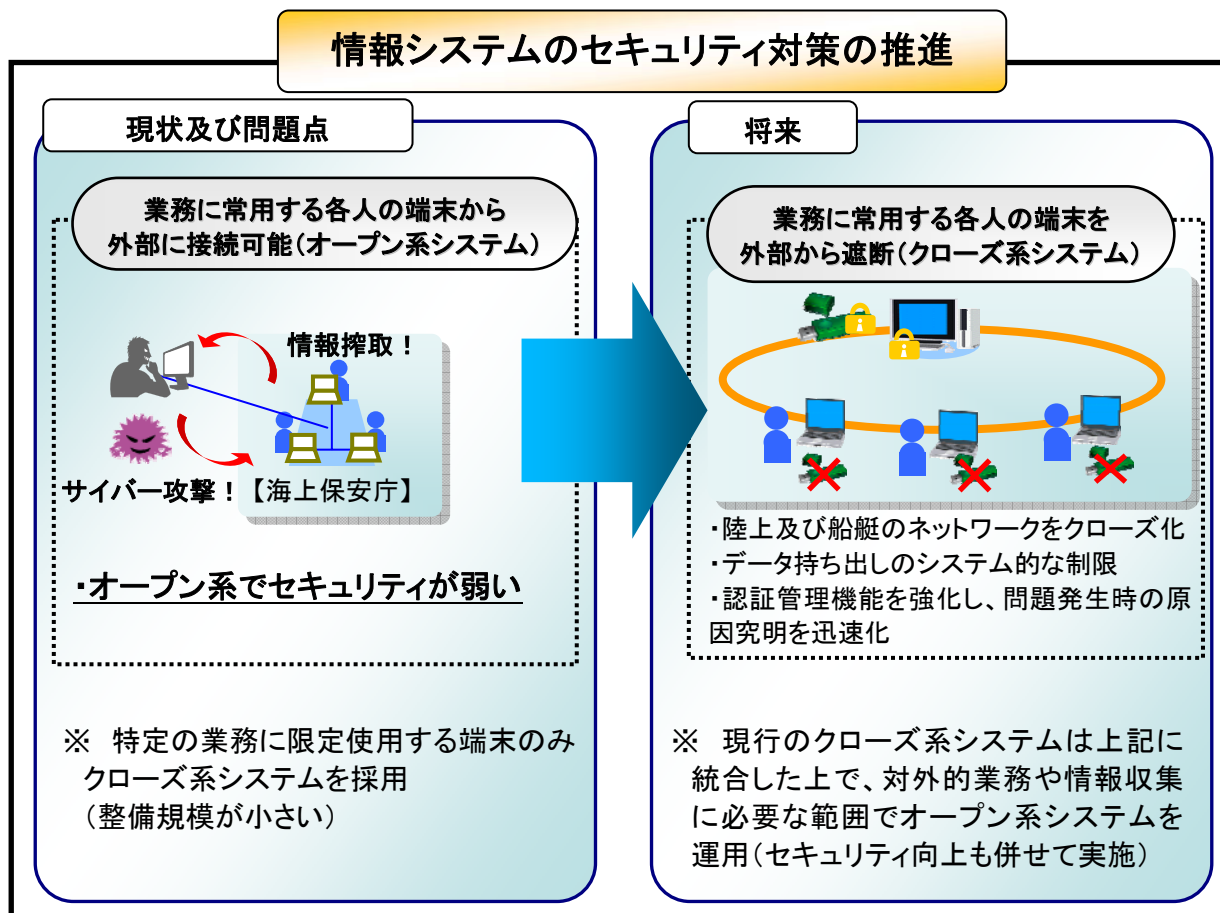 情報システムのセキュリティ対策の推進
現状及び問題点
業務に常用する各人の端末から
外部に接続可能(オープン系システム)
情報搾取!
サイバー攻撃!
【海上保安庁】
・オープン系でセキュリティが弱い
※ 特定の業務に限定使用する端末のみ
クローズ系システムを採用
(整備規模が小さい)
将来
業務に常用する各人の端末を
外部から遮断(クローズ系システム)
・陸上及び船艇のネットワークをクローズ化
・データ持ち出しのシステム的な制限
・認証管理機能を強化し、問題発生時の原
因究明を迅速化
※ 現行のクローズ系システムは上記に
統合した上で、対外的業務や情報収集
に必要な範囲でオープン系システムを
運用(セキュリティ向上も併せて実施)